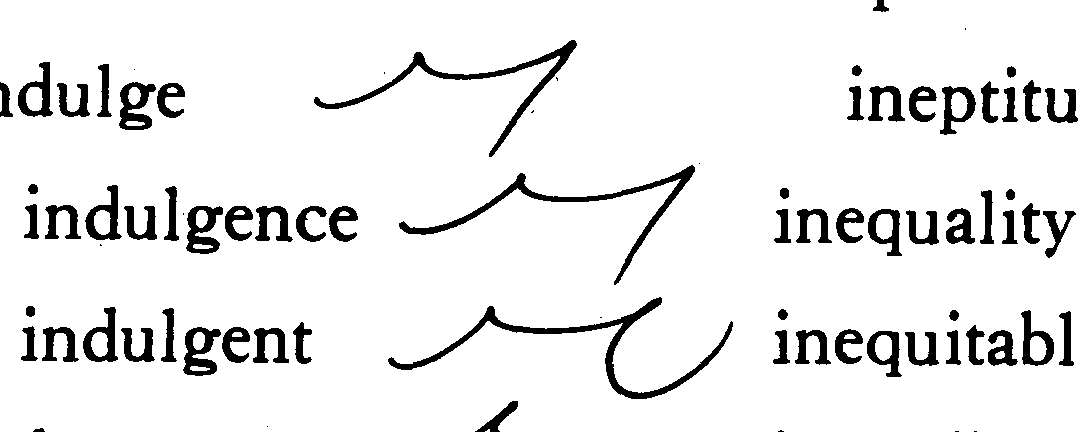 ndulge ineptitu
indulgence inequality
indulgent inequitabl